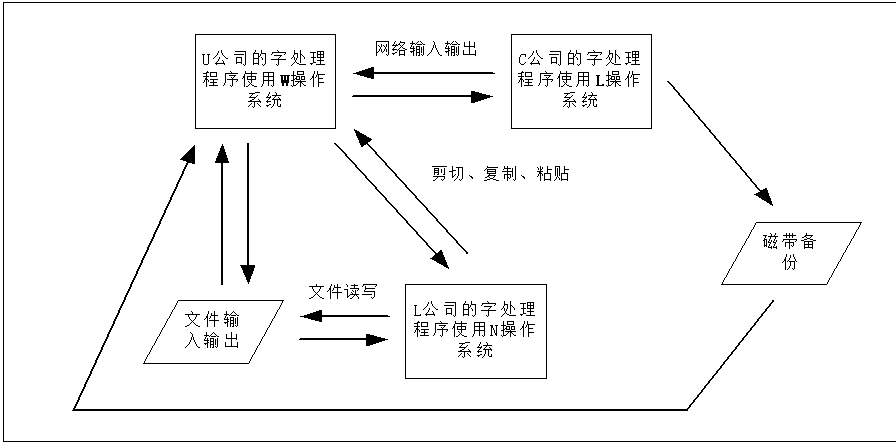 U公司的字处理
程序使用W操作
系统
网络输入输出
C公司的字处理
程序使用L操作
系统
剪切、复制、粘贴
磁带备
份
文件读写
文件输
入输出
L公司的字处理
程序使用N操作
系统